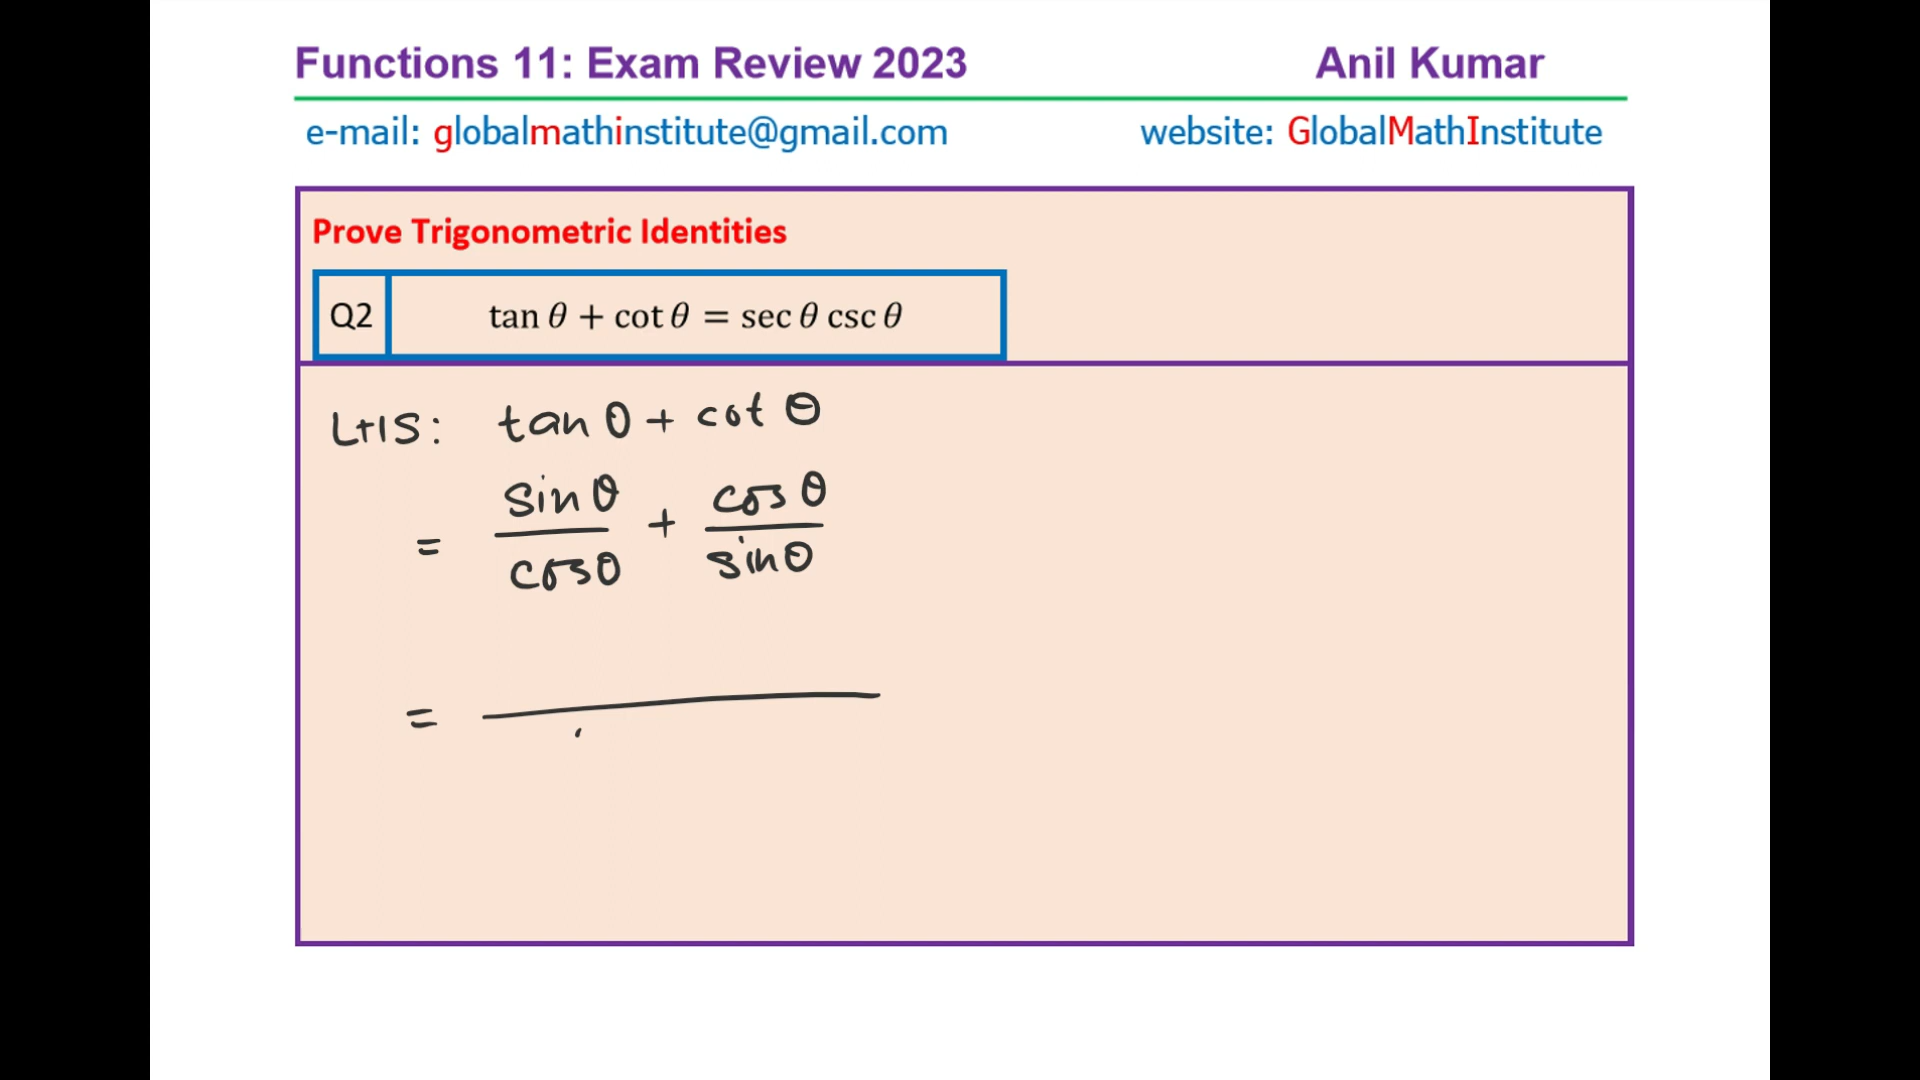 Functions 11: Exam Review 2023 Anil Kumar
e-mail: globalmathinstitute@gmail.com website: GlobalMathInstitute
Prove Trigonometric Identities
Q2 tan θ + cot θ = sec θ csc θ
LHS: tan θ + cot θ
= sin θ / cos θ + cos θ / sin θ
=